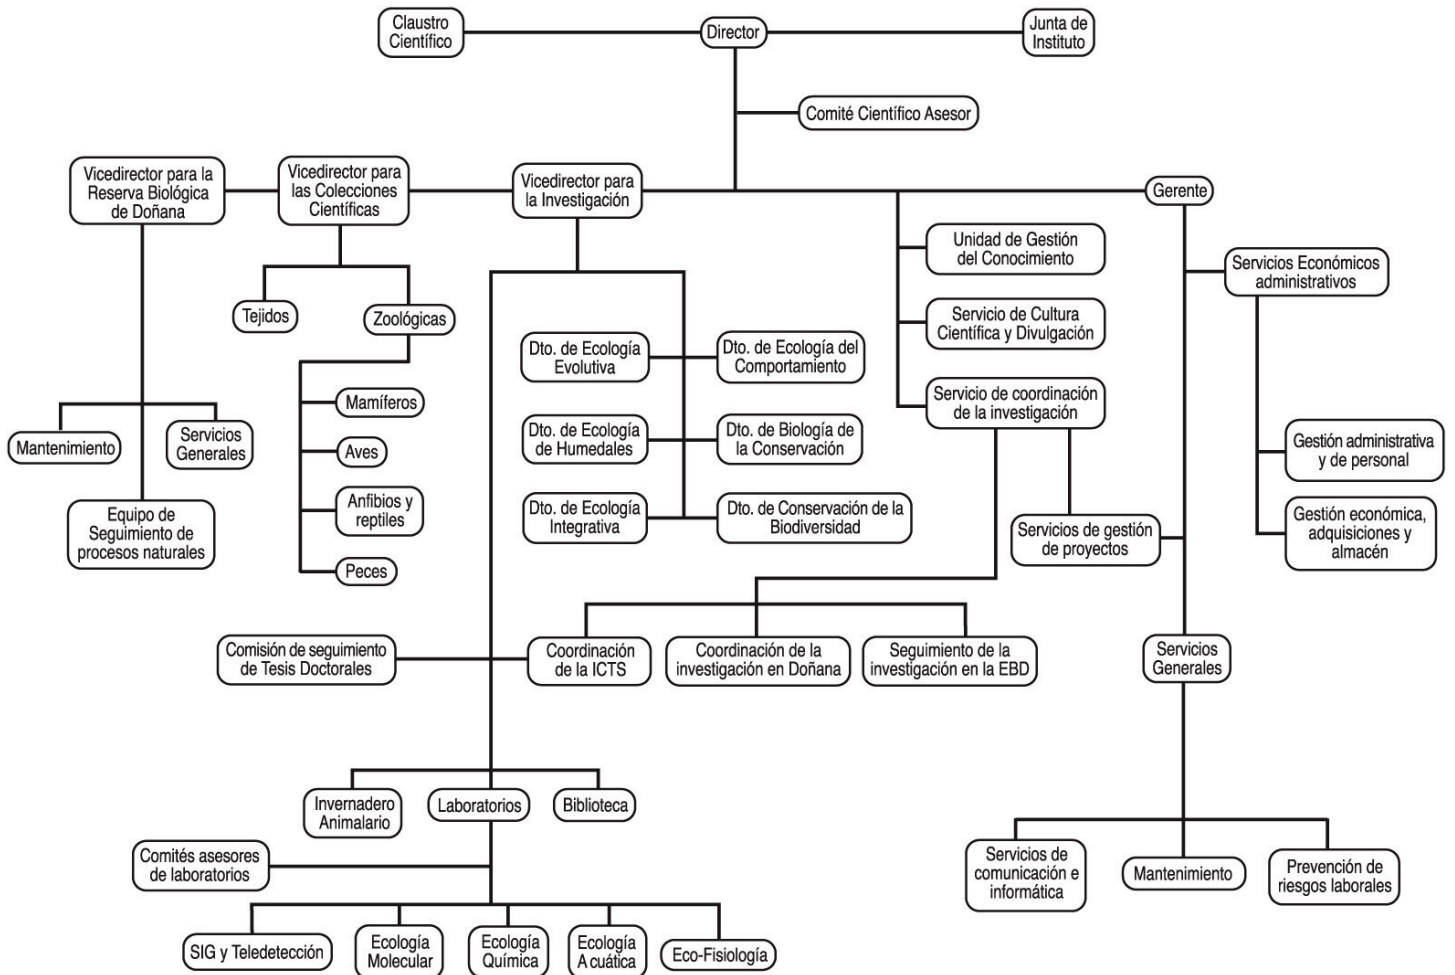 Claustro
Científico
Director
Junta de
Instituto
Comité Científico Asesor
Vicedirector para la
Reserva Biológica
de Doñana
Vicedirector para
las Colecciones
Científicas
Vicedirector para
la Investigación
Gerente
Unidad de Gestión
del Conocimiento
Servicios Económicos
administrativos
Tejidos
Zoológicas
Servicio de Cultura
Científica y Divulgación
Dto. de Ecología
Evolutiva
Dto. de Ecología del
Comportamiento
Servicio de coordinación
de la investigación
Mamíferos
Mantenimiento
Servicios
Generales
Aves
Dto. de Ecología
de Humedales
Dto. de Biología de
la Conservación
Gestión administrativa
y de personal
Anfibios y
reptiles
Equipo de
Seguimiento de
procesos naturales
Dto. de Ecología
Integrativa
Dto. de Conservación de la
Biodiversidad
Servicios de gestión
de proyectos
Gestión económica,
adquisiciones y
almacén
Peces
Comisión de seguimiento
de Tesis Doctorales
Coordinación
de la ICTS
Coordinación de la
investigación en Doñana
Seguimiento de la
investigación en la EBD
Servicios
Generales
Invernadero
Animalario
Laboratorios
Biblioteca
Comités asesores
de laboratorios
Servicios de
comunicación e
informática
Mantenimiento
Prevención de
riesgos laborales
SIG y Teledetección
Ecología
Molecular
Ecología
Química
Ecología
A cuática
Eco-Fisiología